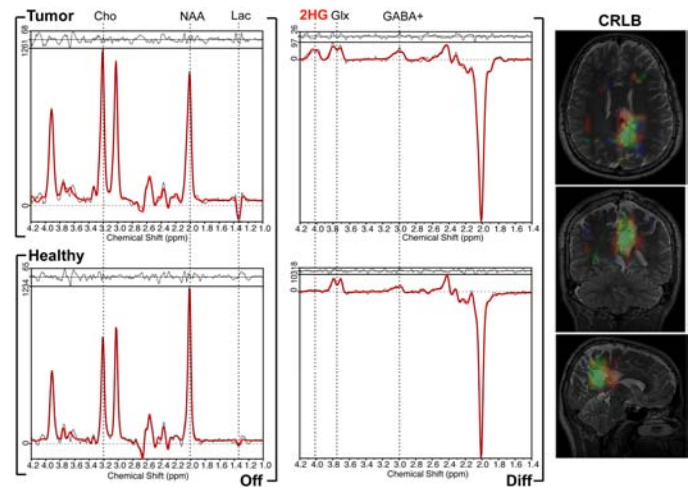 Tumor Cho NAA Lac 2HG Glx GABA+ CRLB
68
1261
0
4.2 4.0 3.8 3.6 3.4 3.2 3.0 2.8 2.6 2.4 2.2 2.0 1.8 1.6 1.4 1.2 1.0
Chemical Shift (ppm)
26
97
0
4.2 4.0 3.8 3.6 3.4 3.2 3.0 2.8 2.6 2.4 2.2 2.0 1.8 1.6 1.4
Chemical Shift (ppm)
Healthy
65
1234
0
4.2 4.0 3.8 3.6 3.4 3.2 3.0 2.8 2.6 2.4 2.2 2.0 1.8 1.6 1.4 1.2 1.0
Chemical Shift (ppm)
Off
0 10318
4.2 4.0 3.8 3.6 3.4 3.2 3.0 2.8 2.6 2.4 2.2 2.0 1.8 1.6 1.4
Chemical Shift (ppm)
Diff